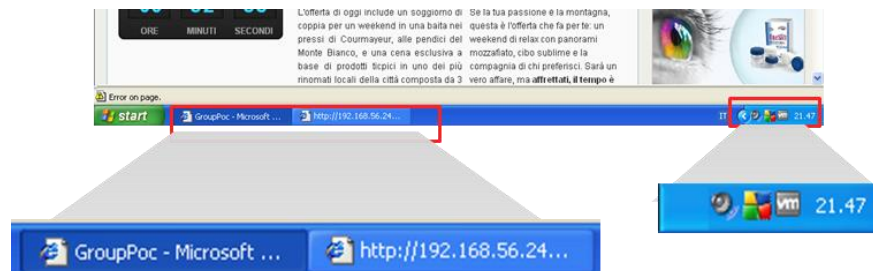 ORE MINUTI SECONDI
L'offerta di oggi include un soggiorno di
coppia per un weekend in una baita nei
pressi di Courmayeur, alle pendici del
Monte Bianco, e una cena esclusiva a
base di prodotti ticpici in uno dei più
rinomati locali della città composta da 3
Se la tua passione è la montagna,
questa è l'offerta che fa per te: un
weekend di relax con panorami
mozzafiato, cibo sublime e la
compagnia di chi preferisci. Sarà un
vero affare, ma affrettati, il tempo è
Error on page.
start
GroupPoc - Microsoft ...
http://192.168.56.24...
IT
21.47
vm
21.47
GroupPoc - Microsoft ...
http://192.168.56.24...